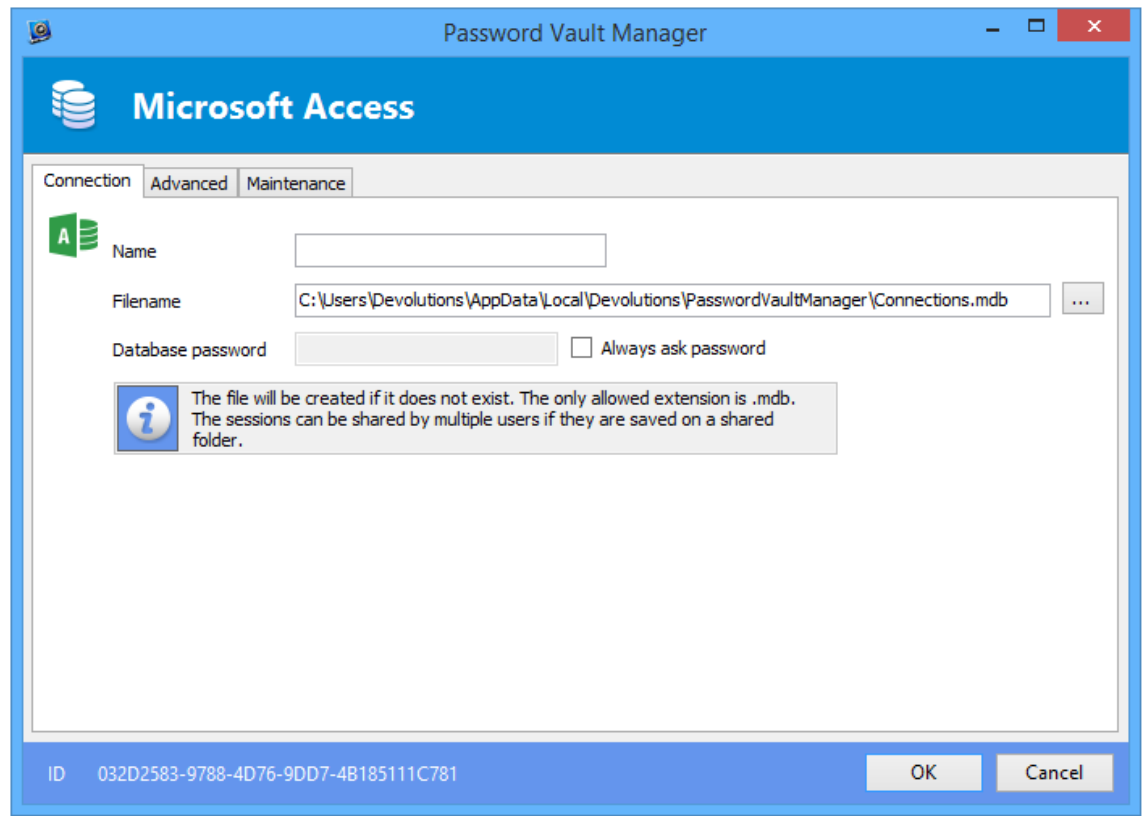 Password Vault Manager
Microsoft Access
Connection Advanced Maintenance
A
Name
Filename C:\Users\Devolutions\AppData\Local\Devolutions\PasswordVaultManager\Connections.mdb ...
Database password Always ask password
The file will be created if it does not exist. The only allowed extension is .mdb.
The sessions can be shared by multiple users if they are saved on a shared
folder.
ID 032D2583-9788-4D76-9DD7-4B185111C781 OK Cancel